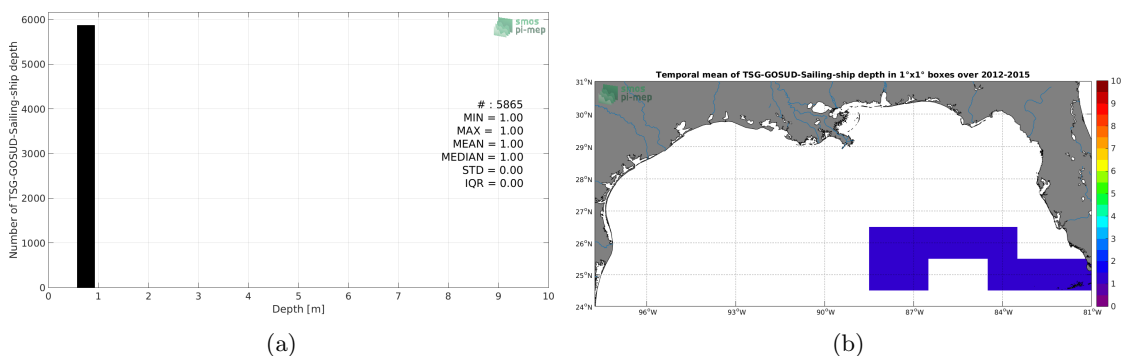 smos
pi-mep
Number of TSG-GOSUD-Sailing-ship depth
6000
5000
4000
3000
2000
1000
0
# : 5865
MIN = 1.00
MAX = 1.00
MEAN = 1.00
MEDIAN = 1.00
STD = 0.00
IQR = 0.00
0 1 2 3 4 5 6 7 8 9 10
Depth [m]
(a)
Temporal mean of TSG-GOSUD-Sailing-ship depth in 1°x1° boxes over 2012-2015
smos
pi-mep
31°N
30°N
29°N
28°N
27°N
26°N
25°N
24°N
96°W 93°W 90°W 87°W 84°W 81°W
10
9
8
7
6
5
4
3
2
1
0
(b)